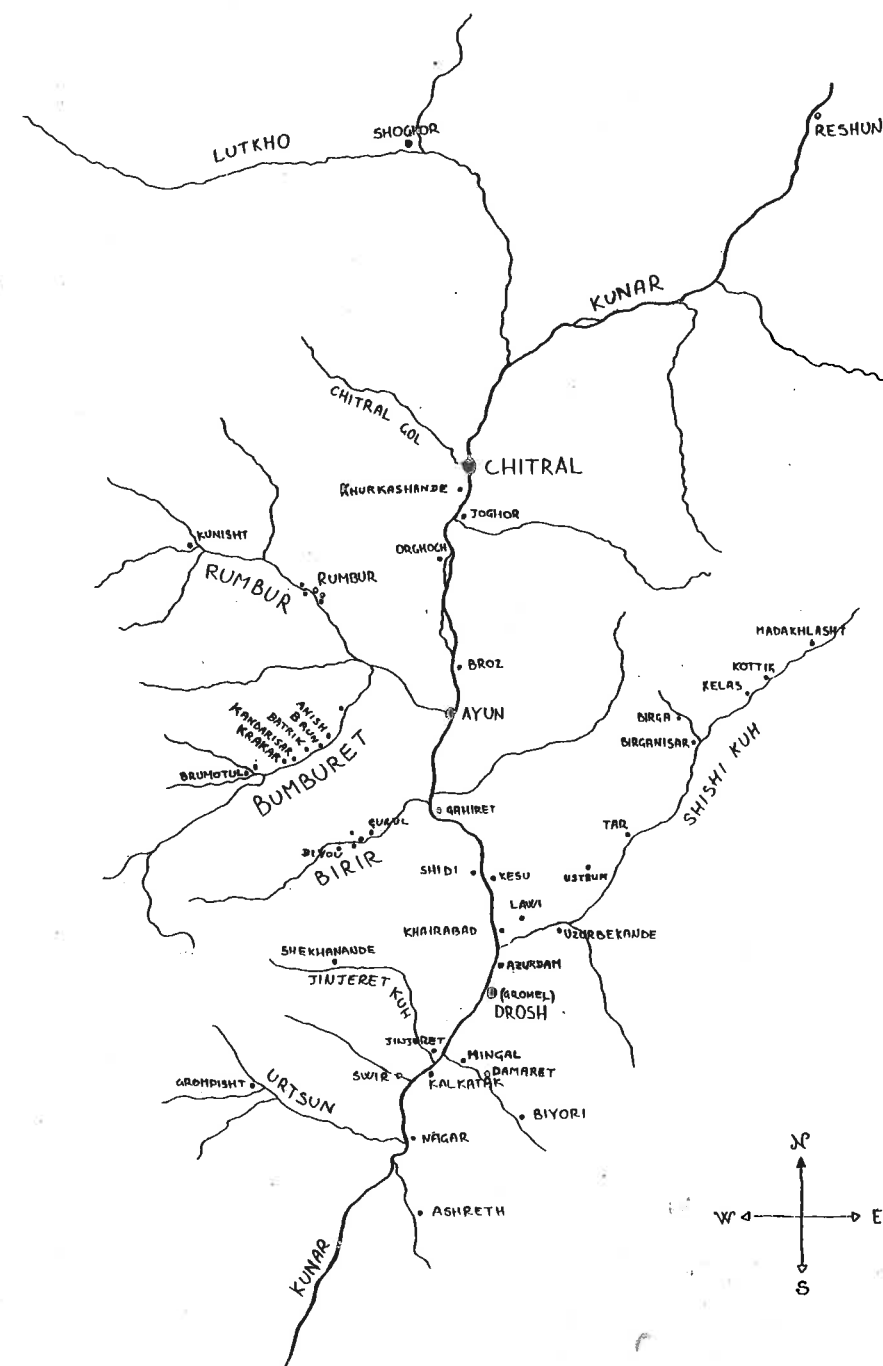 SHOGHOR
RESHUN
LUTKHO
KUNAR
CHITRAL GOL
CHITRAL
JOGHOR
ORGHOCH
KUNISHT
RUMBUR
RUMBUR
MADAKHLASHT
KOTTIK
KELAS
BROZ
AYUN
BIRGA
BIRGANISAR
SHISHI KUH
ANISH
BRUN
BATRIK
KANDARISAR
KRAKAR
BRUMOTUL
BUMBURET
GAHIRET
GURUL
BIRIR
TAR
SHIDI
KESU
USTRUM
LAWI
KHAIRABAD
UZURBEKANDE
SHEKHANANDE
JINJERET KUH
AZURDAM
(GROMEL)
DROSH
JINJERET
MINGAL
SWIR
KALKATAK
DAMARET
GROMPISHT
URTSUN
BIYORI
NAGAR
ASHRETH
KUNAR
N
W
E
S